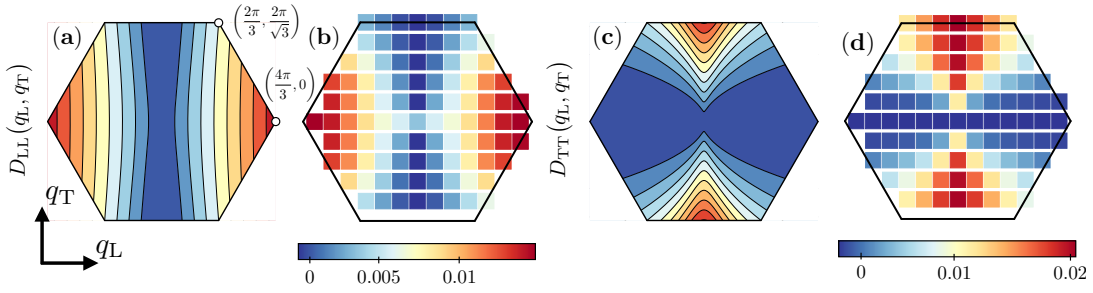 (a)
(2π/3, 2π/√3)
(b)
(c)
(d)
(4π/3, 0)
D_LL(q_L, q_T)
D_TT(q_L, q_T)
q_T
q_L
0 0.005 0.01
0 0.01 0.02